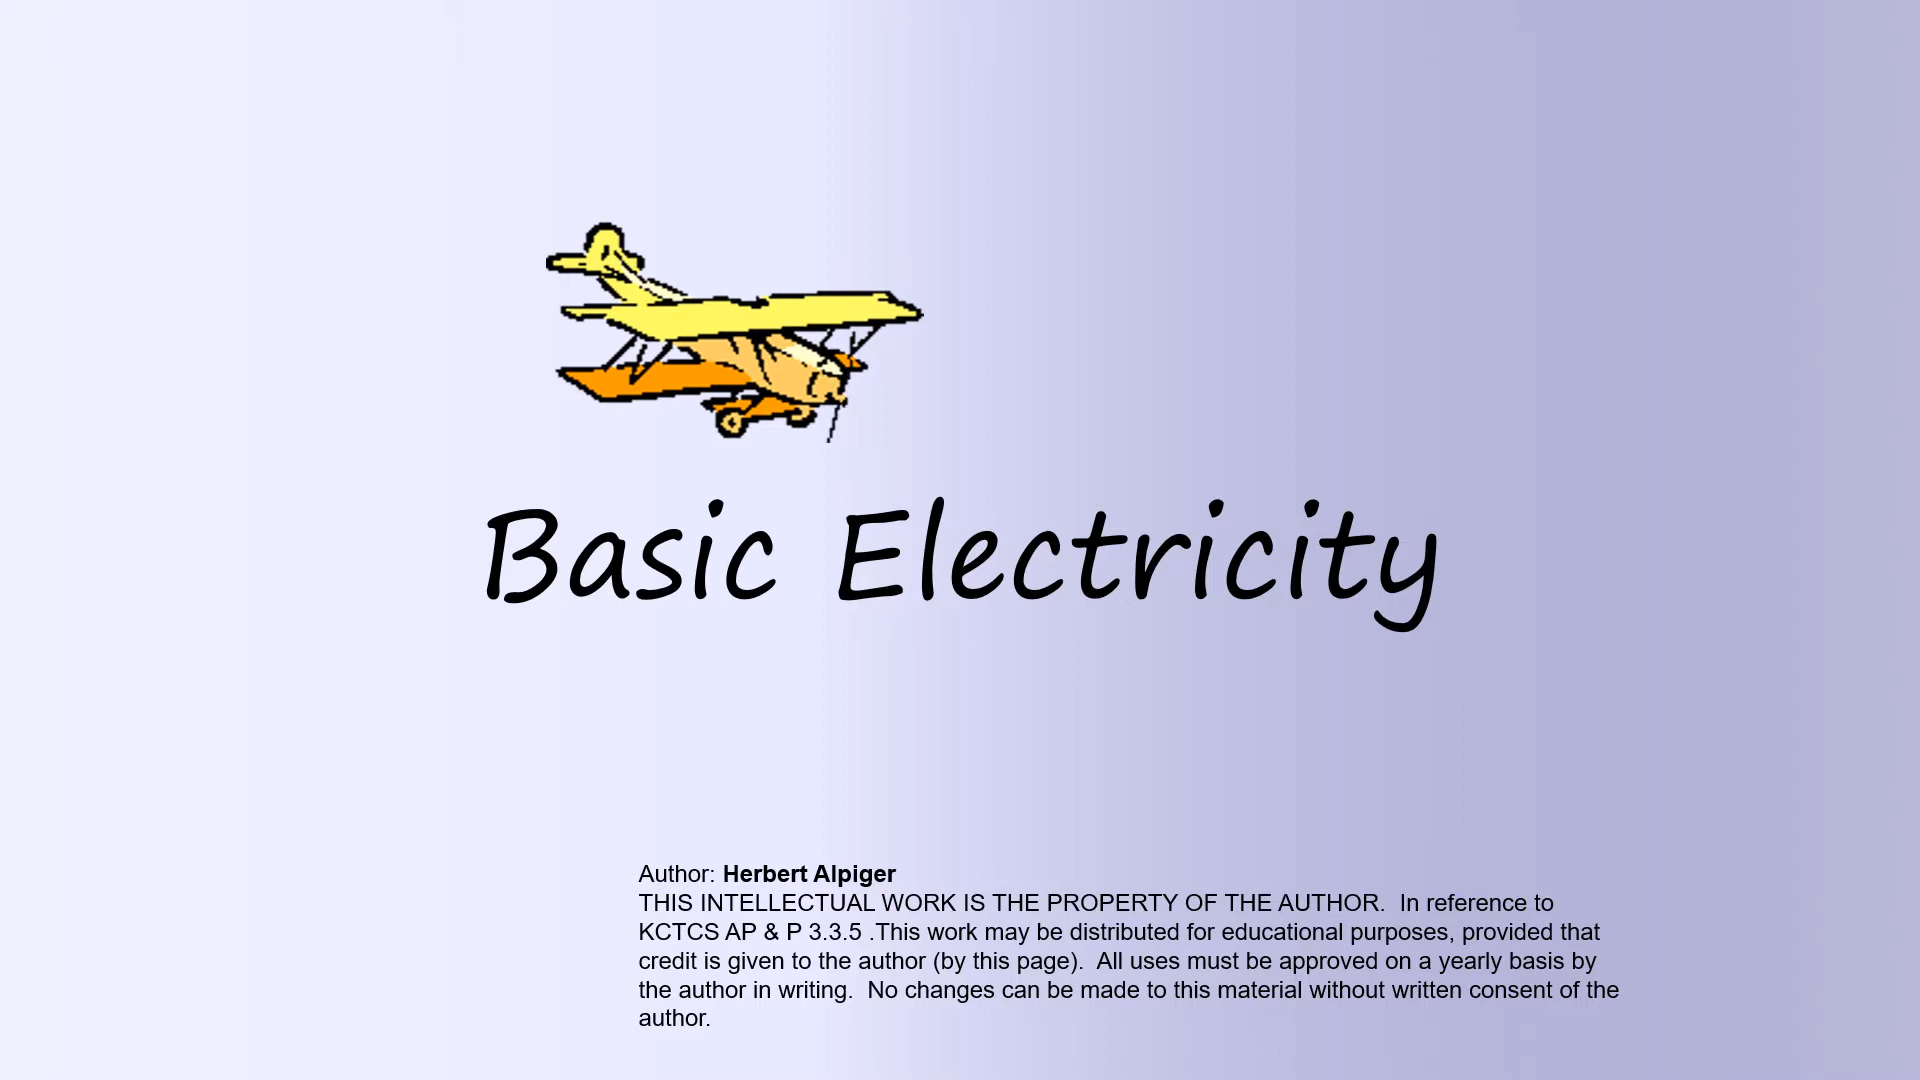 Basic Electricity
Author: Herbert Alpiger
THIS INTELLECTUAL WORK IS THE PROPERTY OF THE AUTHOR.  In reference to
KCTCS AP & P 3.3.5 .This work may be distributed for educational purposes, provided that
credit is given to the author (by this page).  All uses must be approved on a yearly basis by
the author in writing.  No changes can be made to this material without written consent of the
author.